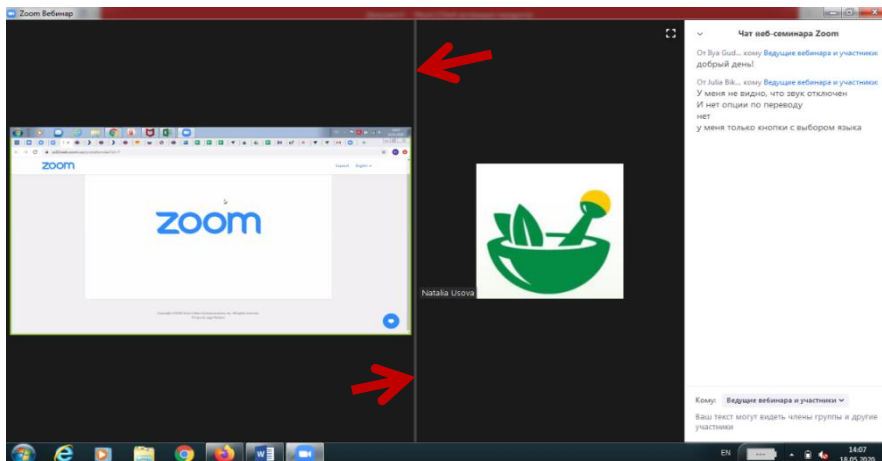 Zoom Вебинар
Чат веб-семинара Zoom
От Ilya Gud... кому Ведущие вебинара и участники:
добрый день!
От Julia Bik... кому Ведущие вебинара и участники:
У меня не видно, что звук отключен
И нет опции по переводу
нет
у меня только кнопки с выбором языка
zoom
Support English
zoom
Natalia Usova
Кому: Ведущие вебинара и участники
Ваш текст могут видеть члены группы и другие
участники
EN
14:07
18.05.2020